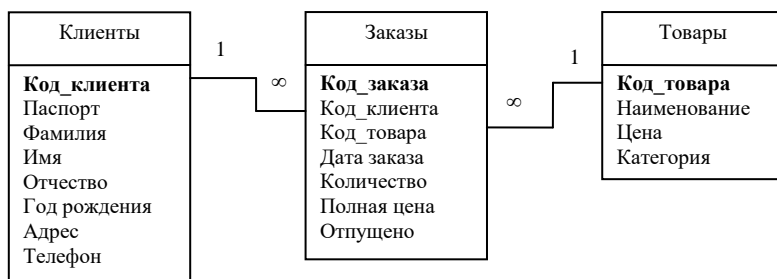 Клиенты
Код_клиента
Паспорт
Фамилия
Имя
Отчество
Год рождения
Адрес
Телефон
1
∞
Заказы
Код_заказа
Код_клиента
Код_товара
Дата заказа
Количество
Полная цена
Отпущено
∞
1
Товары
Код_товара
Наименование
Цена
Категория